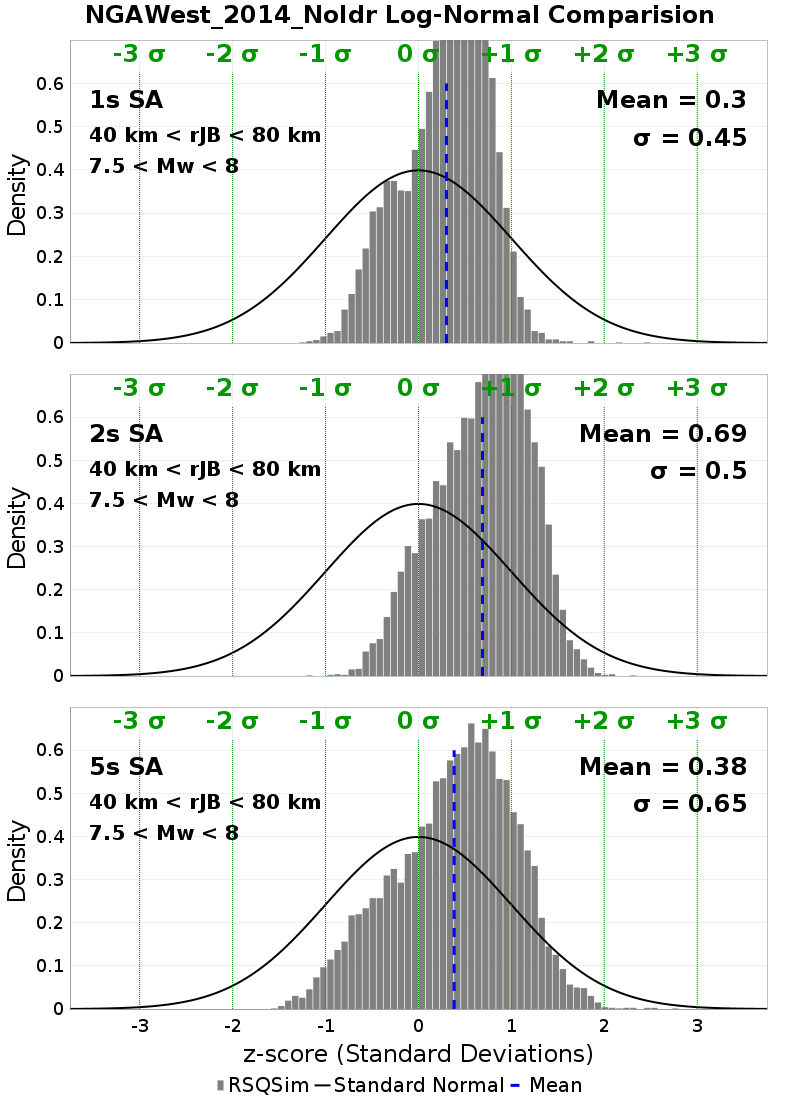 NGAWest_2014_NoIdr Log-Normal Comparision
-3 σ -2 σ -1 σ 0 σ +1 σ +2 σ +3 σ
1s SA
40 km < rJB < 80 km
7.5 < Mw < 8
Mean = 0.3
σ = 0.45
Density
0.6
0.5
0.4
0.3
0.2
0.1
0
-3 σ -2 σ -1 σ 0 σ +1 σ +2 σ +3 σ
2s SA
40 km < rJB < 80 km
7.5 < Mw < 8
Mean = 0.69
σ = 0.5
Density
0.6
0.5
0.4
0.3
0.2
0.1
0
-3 σ -2 σ -1 σ 0 σ +1 σ +2 σ +3 σ
5s SA
40 km < rJB < 80 km
7.5 < Mw < 8
Mean = 0.38
σ = 0.65
Density
0.6
0.5
0.4
0.3
0.2
0.1
0
-3 -2 -1 0 1 2 3
z-score (Standard Deviations)
RSQSim Standard Normal Mean